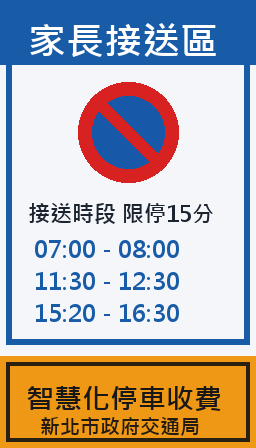 家長接送區
接送時段 限停15分
07:00 - 08:00
11:30 - 12:30
15:20 - 16:30
智慧化停車收費
新北市政府交通局